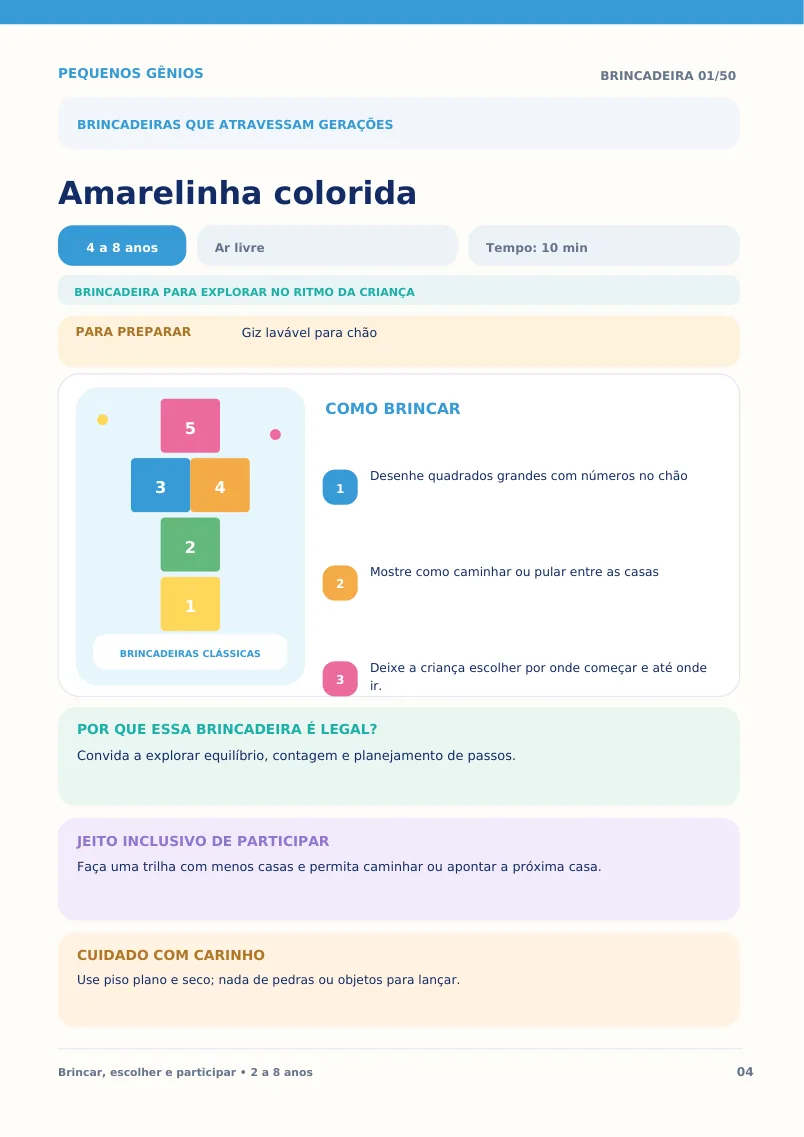 PEQUENOS GÊNIOS
BRINCADEIRA 01/50
BRINCADEIRAS QUE ATRAVESSAM GERAÇÕES
Amarelinha colorida
4 a 8 anos
Ar livre
Tempo: 10 min
BRINCADEIRA PARA EXPLORAR NO RITMO DA CRIANÇA
PARA PREPARAR
Giz lavável para chão
5
3
4
2
1
BRINCADEIRAS CLÁSSICAS
COMO BRINCAR
1
Desenhe quadrados grandes com números no chão
2
Mostre como caminhar ou pular entre as casas
3
Deixe a criança escolher por onde começar e até onde
ir.
POR QUE ESSA BRINCADEIRA É LEGAL?
Convida a explorar equilíbrio, contagem e planejamento de passos.
JEITO INCLUSIVO DE PARTICIPAR
Faça uma trilha com menos casas e permita caminhar ou apontar a próxima casa.
CUIDADO COM CARINHO
Use piso plano e seco; nada de pedras ou objetos para lançar.
Brincar, escolher e participar • 2 a 8 anos
04